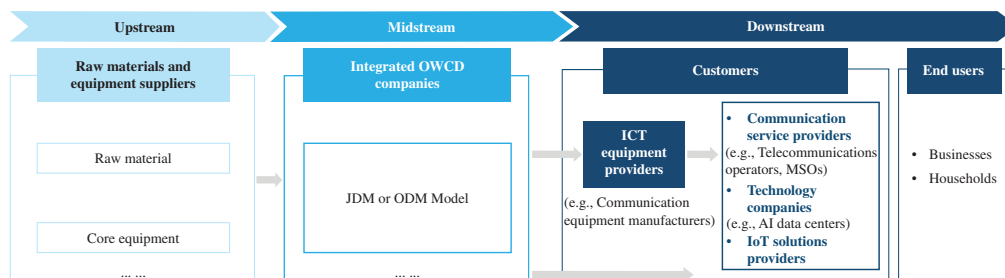 Upstream
Midstream
Downstream
Raw materials and
equipment suppliers
Raw material
Core equipment
... ...
Integrated OWCD
companies
JDM or ODM Model
... ...
Customers
ICT
equipment
providers
(e.g., Communication
equipment manufacturers)
• Communication
service providers
(e.g., Telecommunications
operators, MSOs)
• Technology
companies
(e.g., AI data centers)
• IoT solutions
providers
End users
• Businesses
• Households